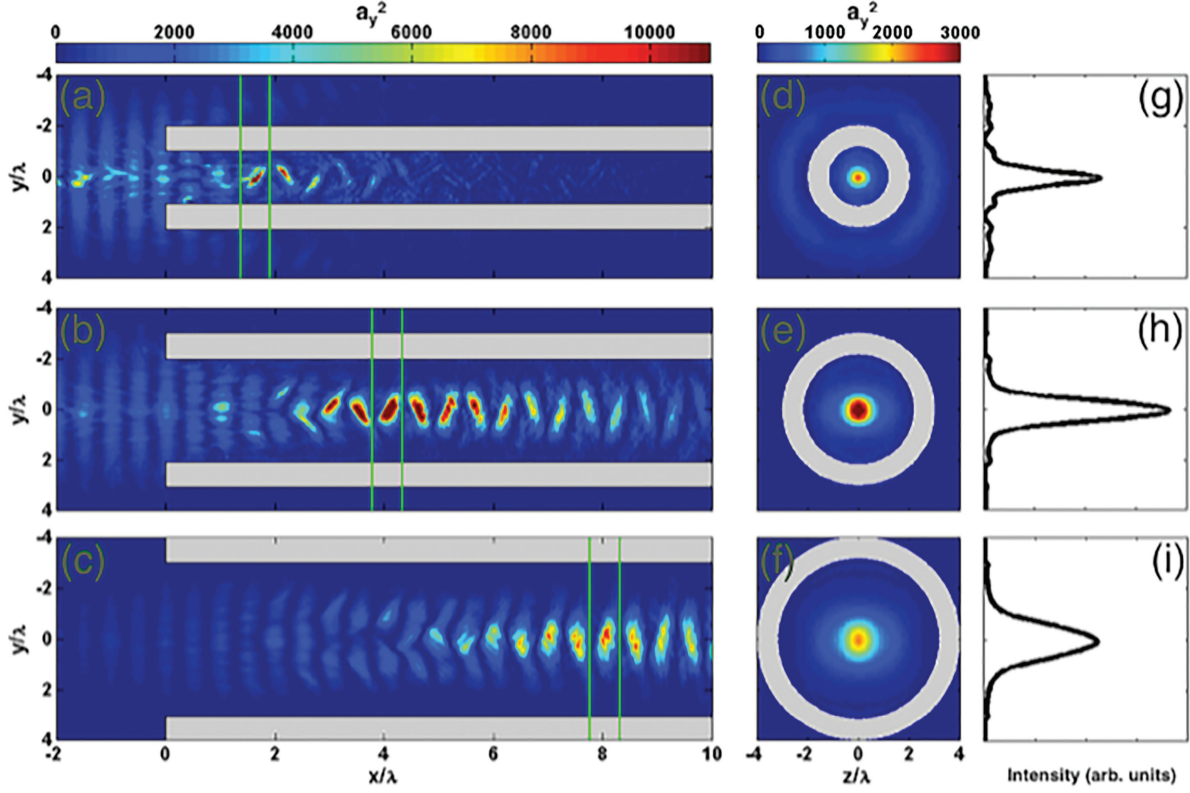 a_y^2
0 2000 4000 6000 8000 10000
a_y^2
0 1000 2000 3000
(a)
-4
-2
0
2
4
y/λ
(d)
(g)
(b)
-4
-2
0
2
4
y/λ
(e)
(h)
(c)
-4
-2
0
2
4
y/λ
(f)
(i)
-2 0 2 4 6 8 10
x/λ
-4 -2 0 2 4
z/λ
Intensity (arb. units)